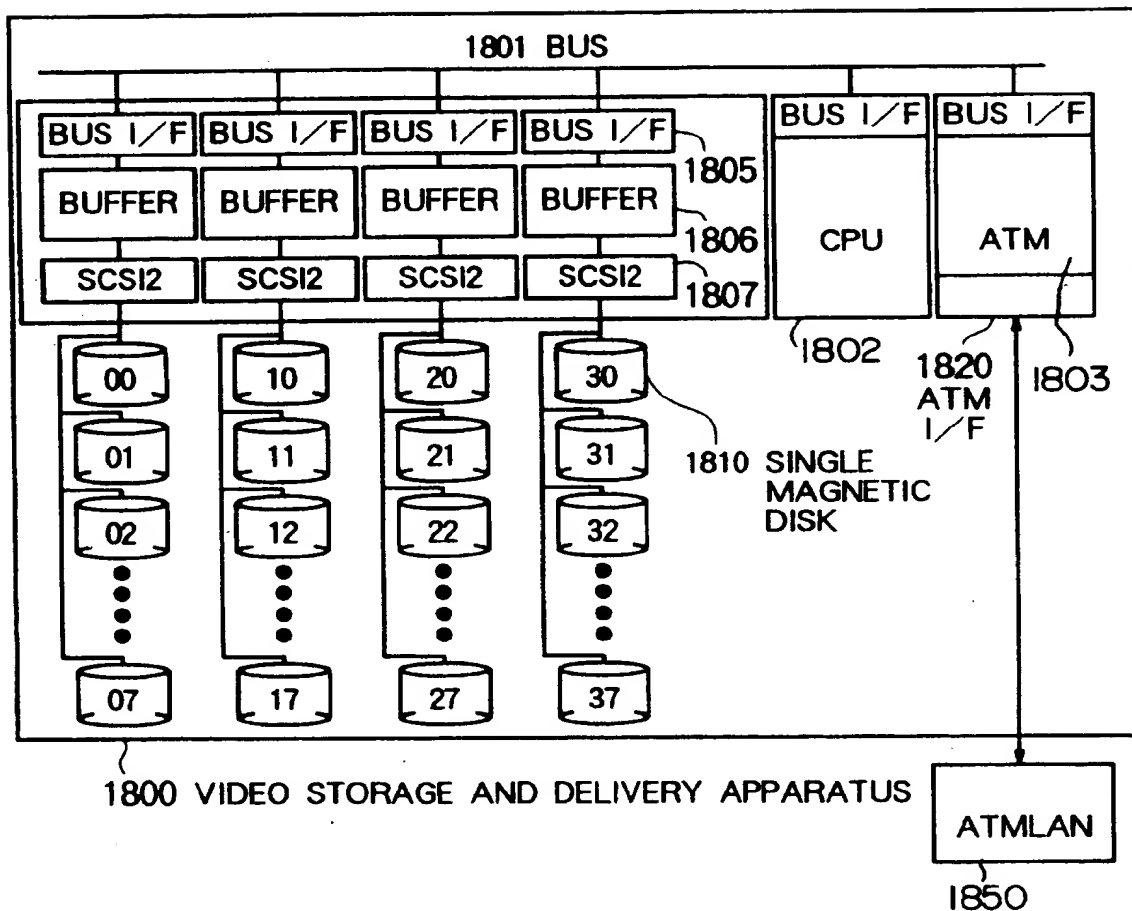 1801 BUS
BUS I/F BUS I/F BUS I/F BUS I/F BUS I/F BUS I/F
1805
BUFFER BUFFER BUFFER BUFFER
1806
CPU ATM
SCSI2 SCSI2 SCSI2 SCSI2
1807
1802
1820
ATM
I/F
1803
00 10 20 30
01 11 21 31
1810 SINGLE
MAGNETIC
DISK
02 12 22 32
07 17 27 37
1800 VIDEO STORAGE AND DELIVERY APPARATUS
ATMLAN
1850